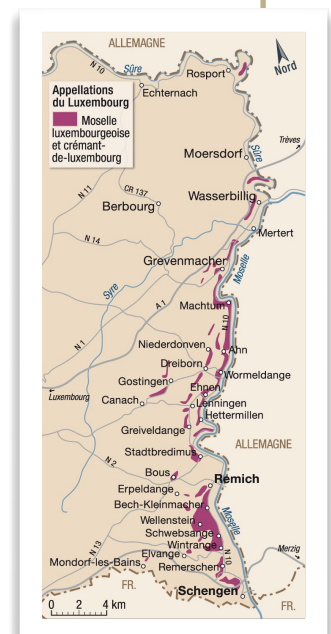 ALLEMAGNE
N 10
Sûre
Rosport
Nord
Echternach
Appellations
du Luxembourg
Moselle
luxembourgeoise
et crémant-
de-luxembourg
Trèves
Moersdorf
Sûre
N 11
CR 137
Wasserbillig
Berbourg
Mertert
N 14
Grevenmacher
Moselle
Syre
A 1
Machtum
N 10
N 1
Niederdonven
Ahn
Dreiborn
Wormeldange
Gostingen
Ehnen
Luxembourg
Canach
Lenningen
Hettermillen
Greiveldange
ALLEMAGNE
Stadtbredimus
N 2
Bous
Remich
Erpeldange
Bech-Kleinmacher
Moselle
Wellenstein
Schwebsange
Wintrange
N 13
Elvange
N 10
Merzig
Mondorf-les-Bains
Remerschen
FR.
Schengen
FR.
0 2 4 km